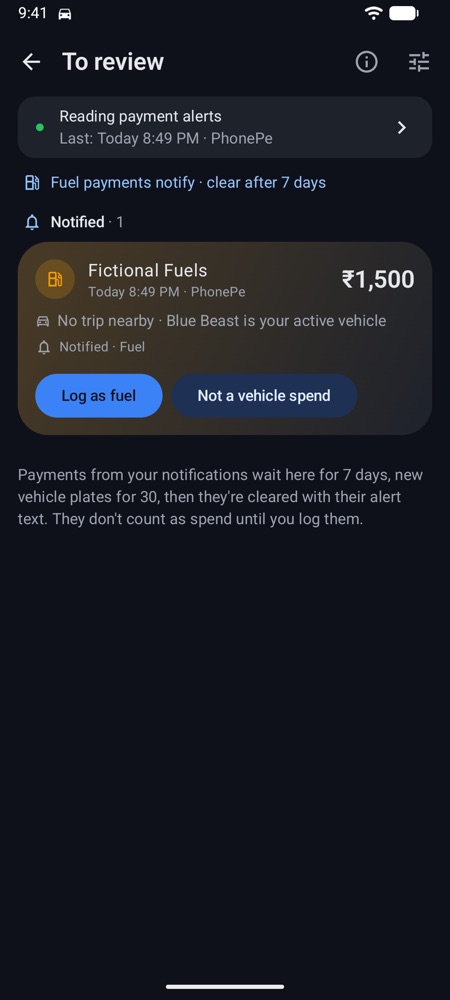 9:41
To review
Reading payment alerts
Last: Today 8:49 PM · PhonePe
Fuel payments notify · clear after 7 days
Notified · 1
Fictional Fuels
Today 8:49 PM · PhonePe
₹1,500
No trip nearby · Blue Beast is your active vehicle
Notified · Fuel
Log as fuel
Not a vehicle spend
Payments from your notifications wait here for 7 days, new
vehicle plates for 30, then they're cleared with their alert
text. They don't count as spend until you log them.